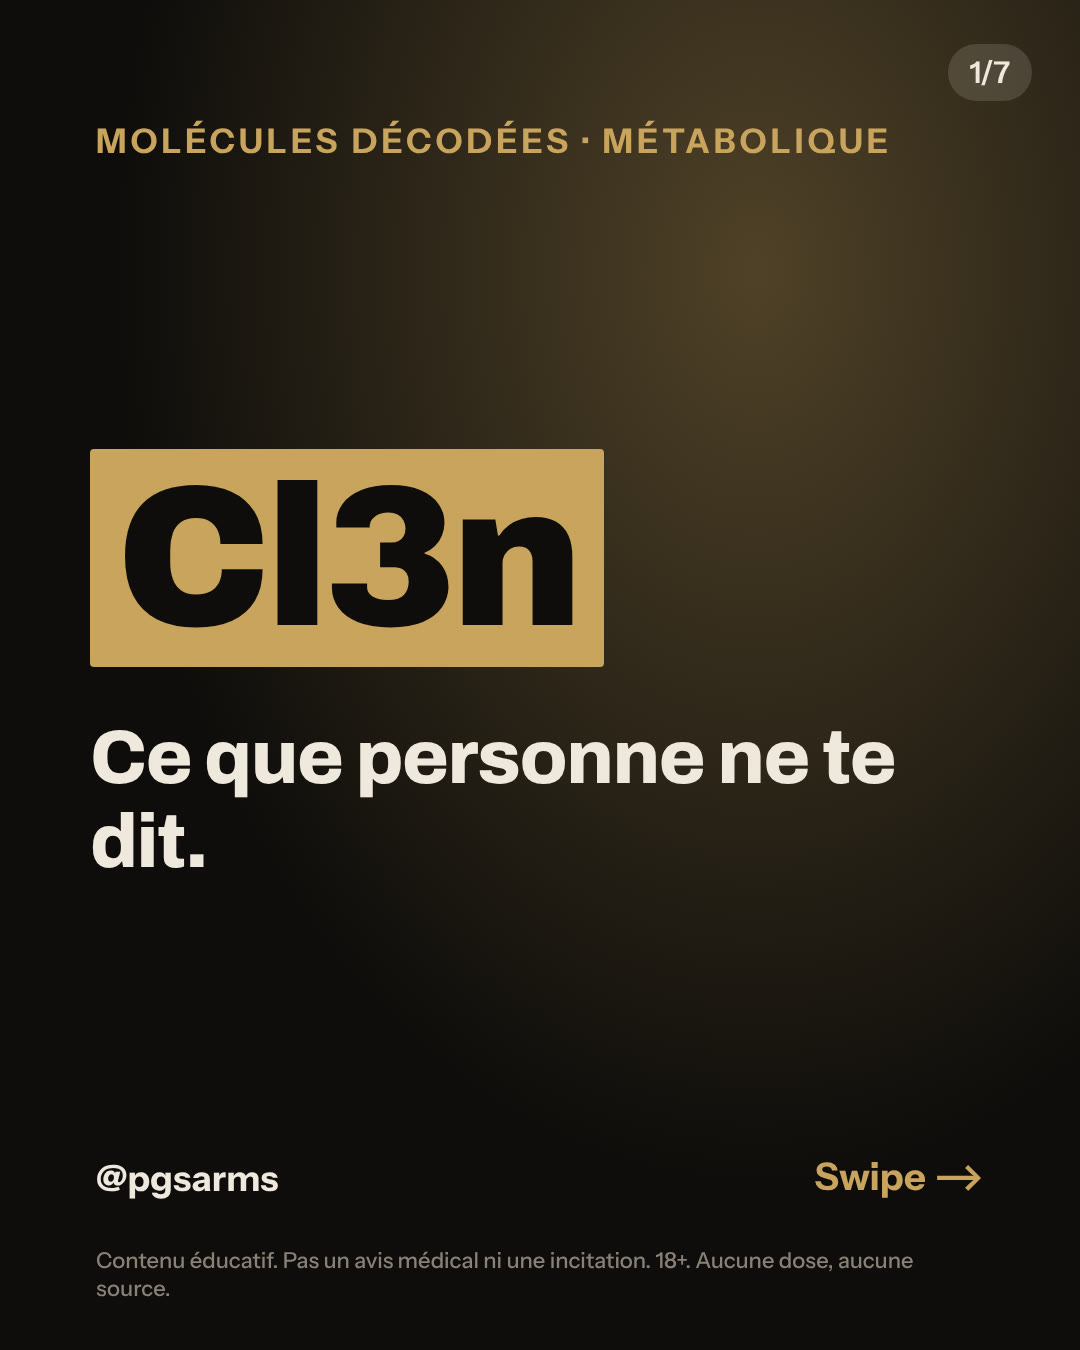 1/7
MOLÉCULES DÉCODÉES · MÉTABOLIQUE
Cl3n
Ce que personne ne te
dit.
@pgsarms
Swipe →
Contenu éducatif. Pas un avis médical ni une incitation. 18+. Aucune dose, aucune
source.